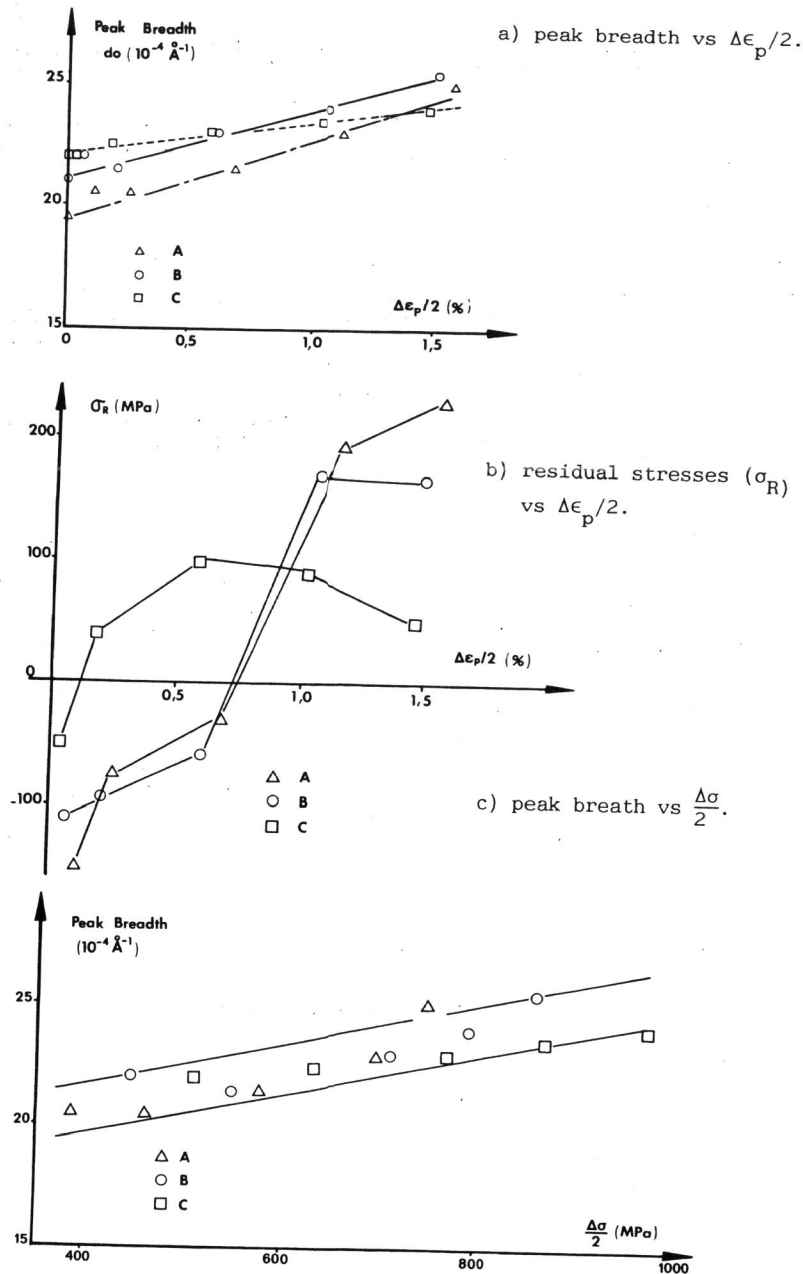 Peak Breadth
do (10⁻⁴ Å⁻¹)
a) peak breadth vs Δϵp/2.
25
20
15
△ A
○ B
□ C
Δεp/2 (%)
0 0,5 1,0 1,5
σR (MPa)
200
100
0
-100
b) residual stresses (σR)
vs Δϵp/2.
Δεp/2 (%)
0,5 1,0 1,5
△ A
○ B
□ C
c) peak breath vs Δσ/2.
Peak Breadth
(10⁻⁴ Å⁻¹)
25
20
15
△ A
○ B
□ C
Δσ/2 (MPa)
400 600 800 1000